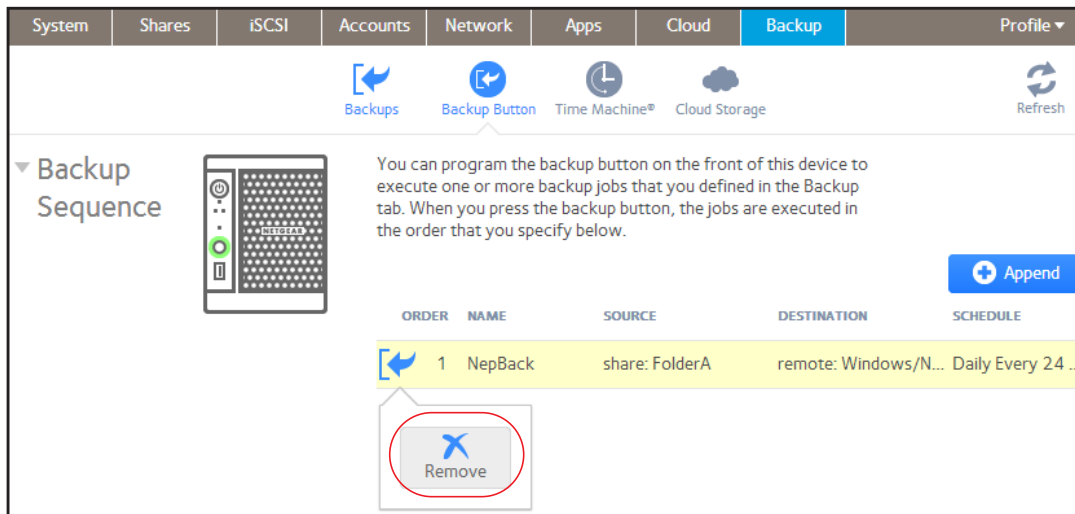 System Shares iSCSI Accounts Network Apps Cloud Backup Profile
Backups Backup Button Time Machine® Cloud Storage Refresh
Backup
Sequence
NETGEAR
You can program the backup button on the front of this device to
execute one or more backup jobs that you defined in the Backup
tab. When you press the backup button, the jobs are executed in
the order that you specify below.
Append
ORDER NAME SOURCE DESTINATION SCHEDULE
1 NepBack share: FolderA remote: Windows/N... Daily Every 24 ..
Remove